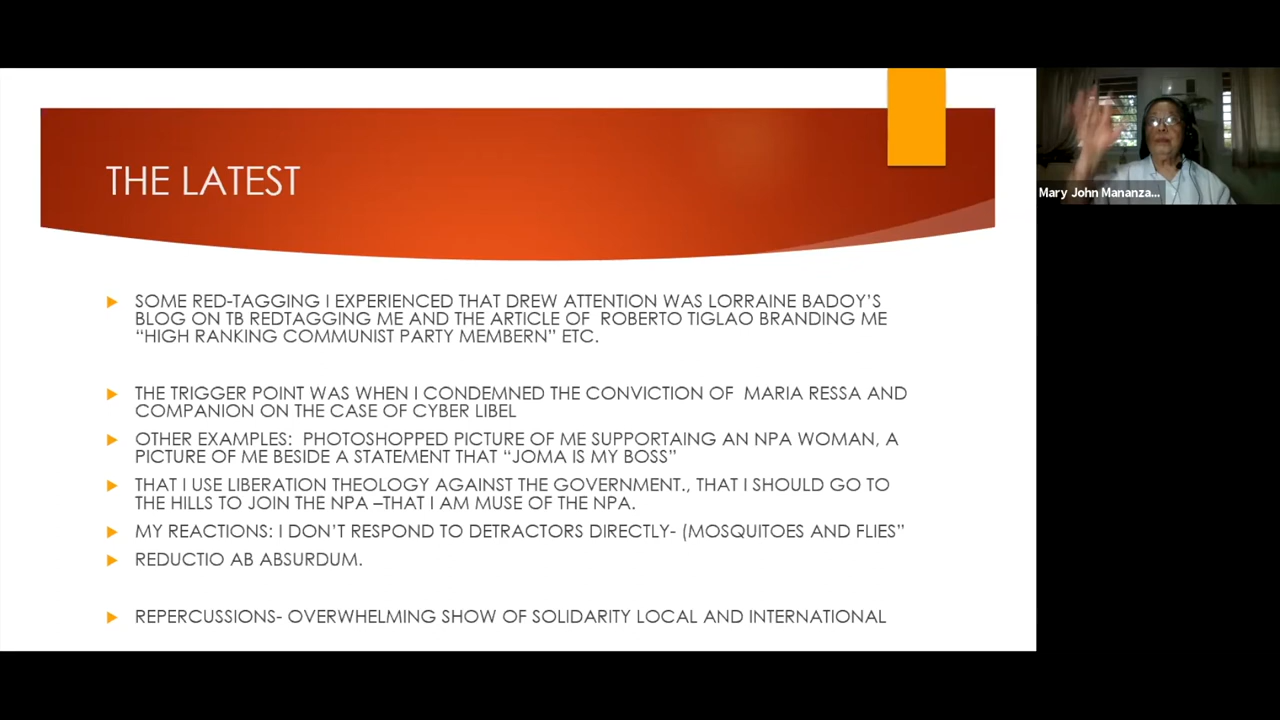 THE LATEST
SOME RED-TAGGING I EXPERIENCED THAT DREW ATTENTION WAS LORRAINE BADOY'S
BLOG ON TB REDTAGGING ME AND THE ARTICLE OF ROBERTO TIGLAO BRANDING ME
“HIGH RANKING COMMUNIST PARTY MEMBERN” ETC.
THE TRIGGER POINT WAS WHEN I CONDEMNED THE CONVICTION OF MARIA RESSA AND
COMPANION ON THE CASE OF CYBER LIBEL
OTHER EXAMPLES: PHOTOSHOPPED PICTURE OF ME SUPPORTAING AN NPA WOMAN, A
PICTURE OF ME BESIDE A STATEMENT THAT “JOMA IS MY BOSS”
THAT I USE LIBERATION THEOLOGY AGAINST THE GOVERNMENT., THAT I SHOULD GO TO
THE HILLS TO JOIN THE NPA –THAT I AM MUSE OF THE NPA.
MY REACTIONS: I DON'T RESPOND TO DETRACTORS DIRECTLY- (MOSQUITOES AND FLIES”
REDUCTIO AB ABSURDUM.
REPERCUSSIONS- OVERWHELMING SHOW OF SOLIDARITY LOCAL AND INTERNATIONAL
Mary John Mananza...